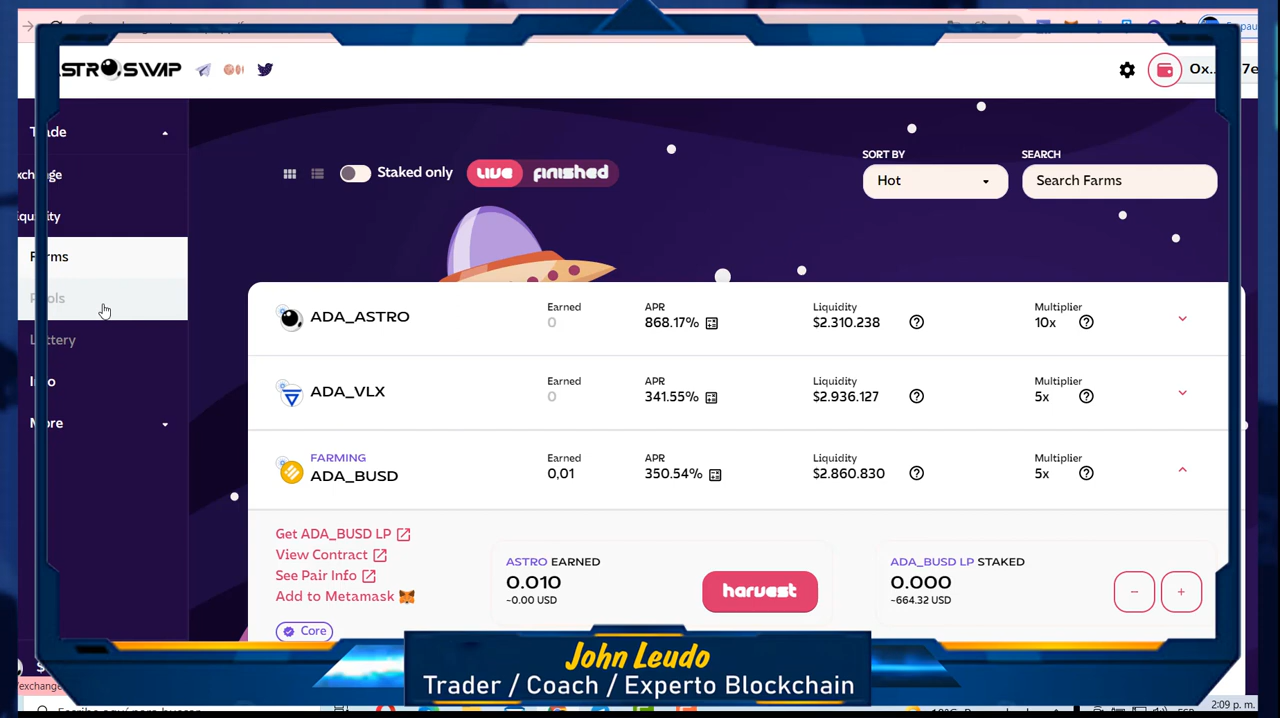 STROSWAP
0x... 7e
Trade
xchange
iquidity
Farms
Pools
Lottery
Info
More
Staked only
Live
finished
SORT BY
Hot
SEARCH
Search Farms
ADA_ASTRO
Earned
0
APR
868.17%
Liquidity
$2.310.238
Multiplier
10x
ADA_VLX
Earned
0
APR
341.55%
Liquidity
$2.936.127
Multiplier
5x
FARMING
ADA_BUSD
Earned
0,01
APR
350.54%
Liquidity
$2.860.830
Multiplier
5x
Get ADA_BUSD LP
View Contract
See Pair Info
Add to Metamask
Core
ASTRO EARNED
0.010
~0.00 USD
harvest
ADA_BUSD LP STAKED
0.000
~664.32 USD
−
+
John Leudo
Trader / Coach / Experto Blockchain
2:09 p. m.